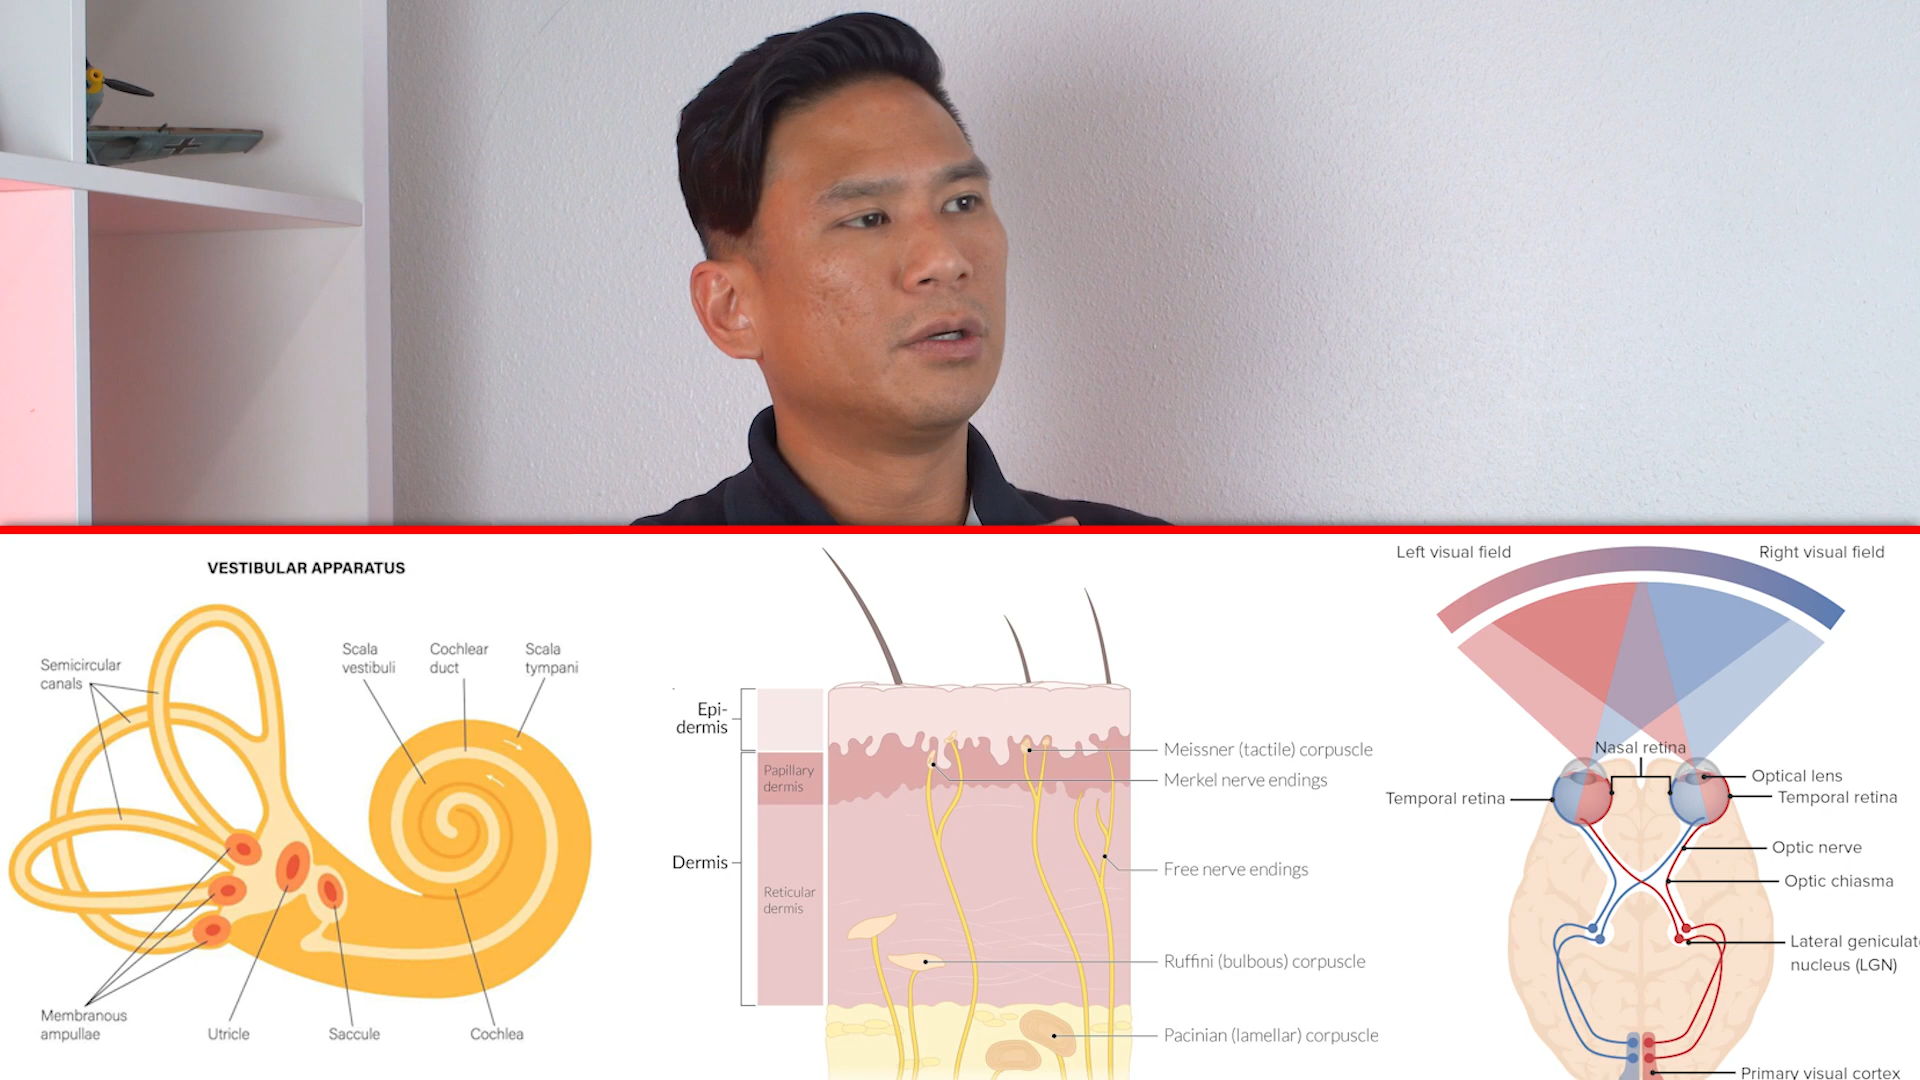 VESTIBULAR APPARATUS
Semicircular
canals
Scala
vestibuli
Cochlear
duct
Scala
tympani
Membranous
ampullae
Utricle
Saccule
Cochlea
Epi-
dermis
Papillary
dermis
Dermis
Reticular
dermis
Meissner (tactile) corpuscle
Merkel nerve endings
Free nerve endings
Ruffini (bulbous) corpuscle
Pacinian (lamellar) corpuscle
Left visual field
Right visual field
Nasal retina
Optical lens
Temporal retina
Temporal retina
Optic nerve
Optic chiasma
Lateral geniculate
nucleus (LGN)
Primary visual cortex